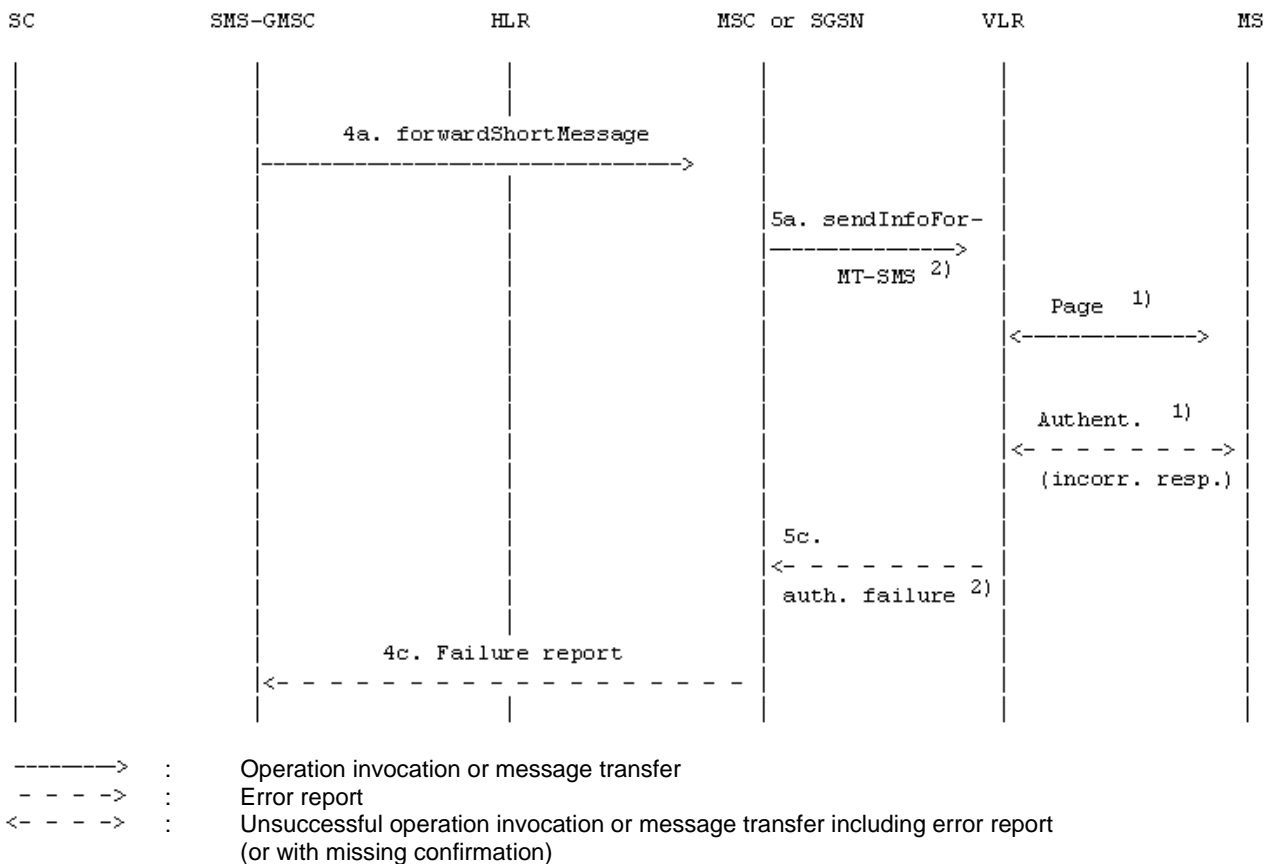 SC SMS-GMSC HLR MSC or SGSN VLR MS
4a. forwardShortMessage
5a. sendInfoFor-
MT-SMS 2)
Page 1)
Authent. 1)
(incorr. resp.)
5c.
auth. failure 2)
4c. Failure report
: Operation invocation or message transfer
: Error report
: Unsuccessful operation invocation or message transfer including error report
(or with missing confirmation)